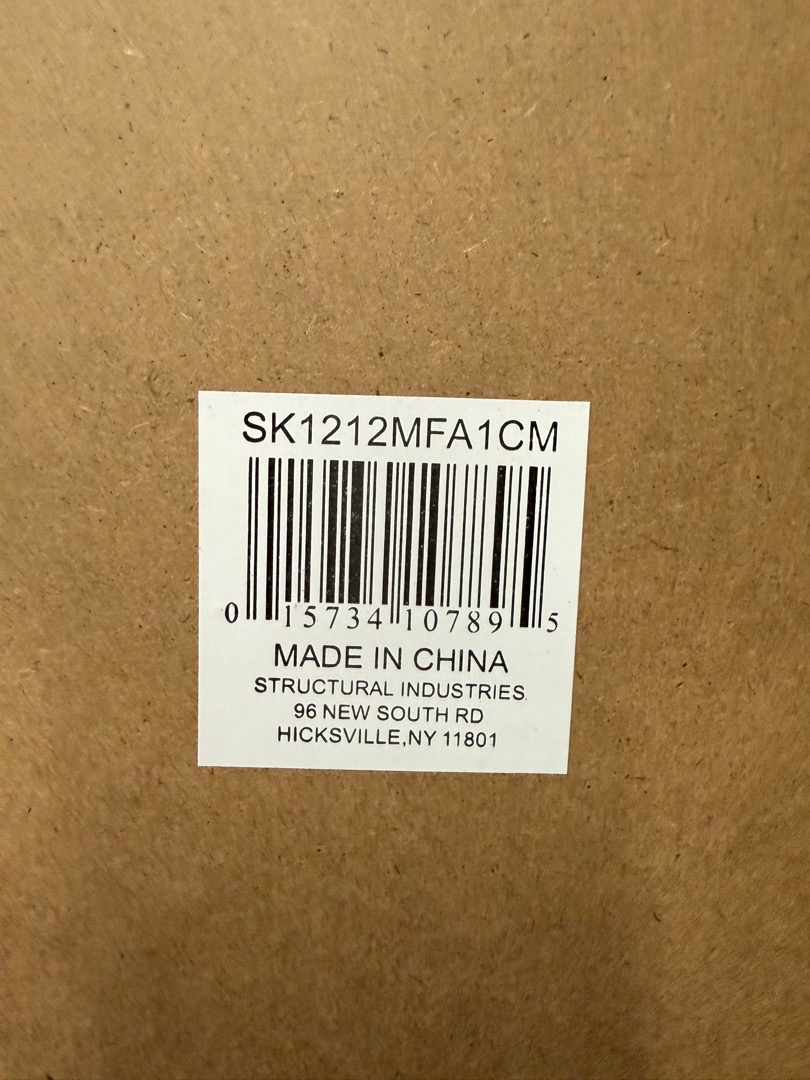 SK1212MFA1CM
0 15734 10789 5
MADE IN CHINA
STRUCTURAL INDUSTRIES
96 NEW SOUTH RD
HICKSVILLE,NY 11801